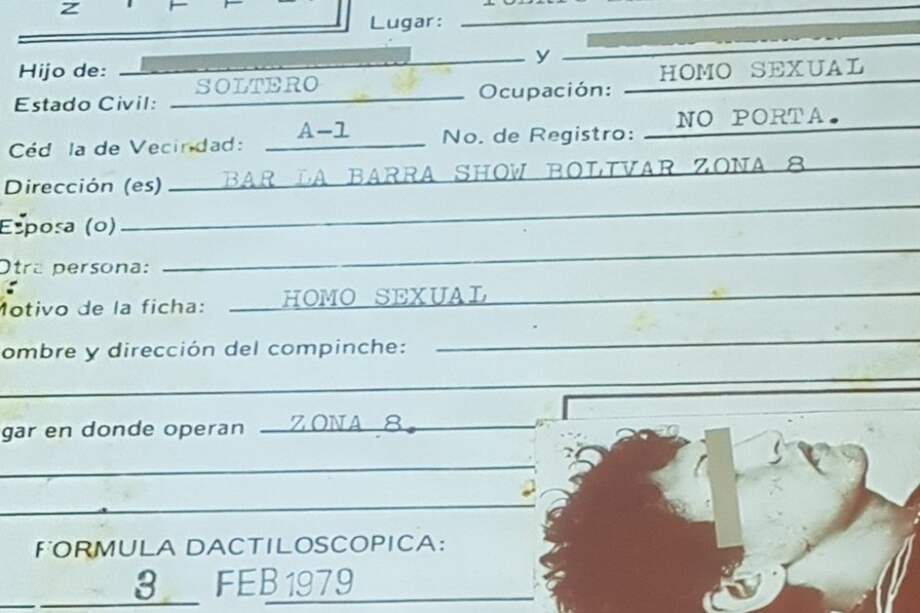 Lugar:
Hijo de: y
Estado Civil: SOLTERO Ocupación: HOMO SEXUAL
Céd la de Vecindad: A-1 No. de Registro: NO PORTA.
Dirección (es) BAR LA BARRA SHOW BOLIVAR ZONA 8
Esposa (o)
Otra persona:
Motivo de la ficha: HOMO SEXUAL
ombre y dirección del compinche:
gar en donde operan ZONA 8.
FORMULA DACTILOSCOPICA:
3 FEB 1979